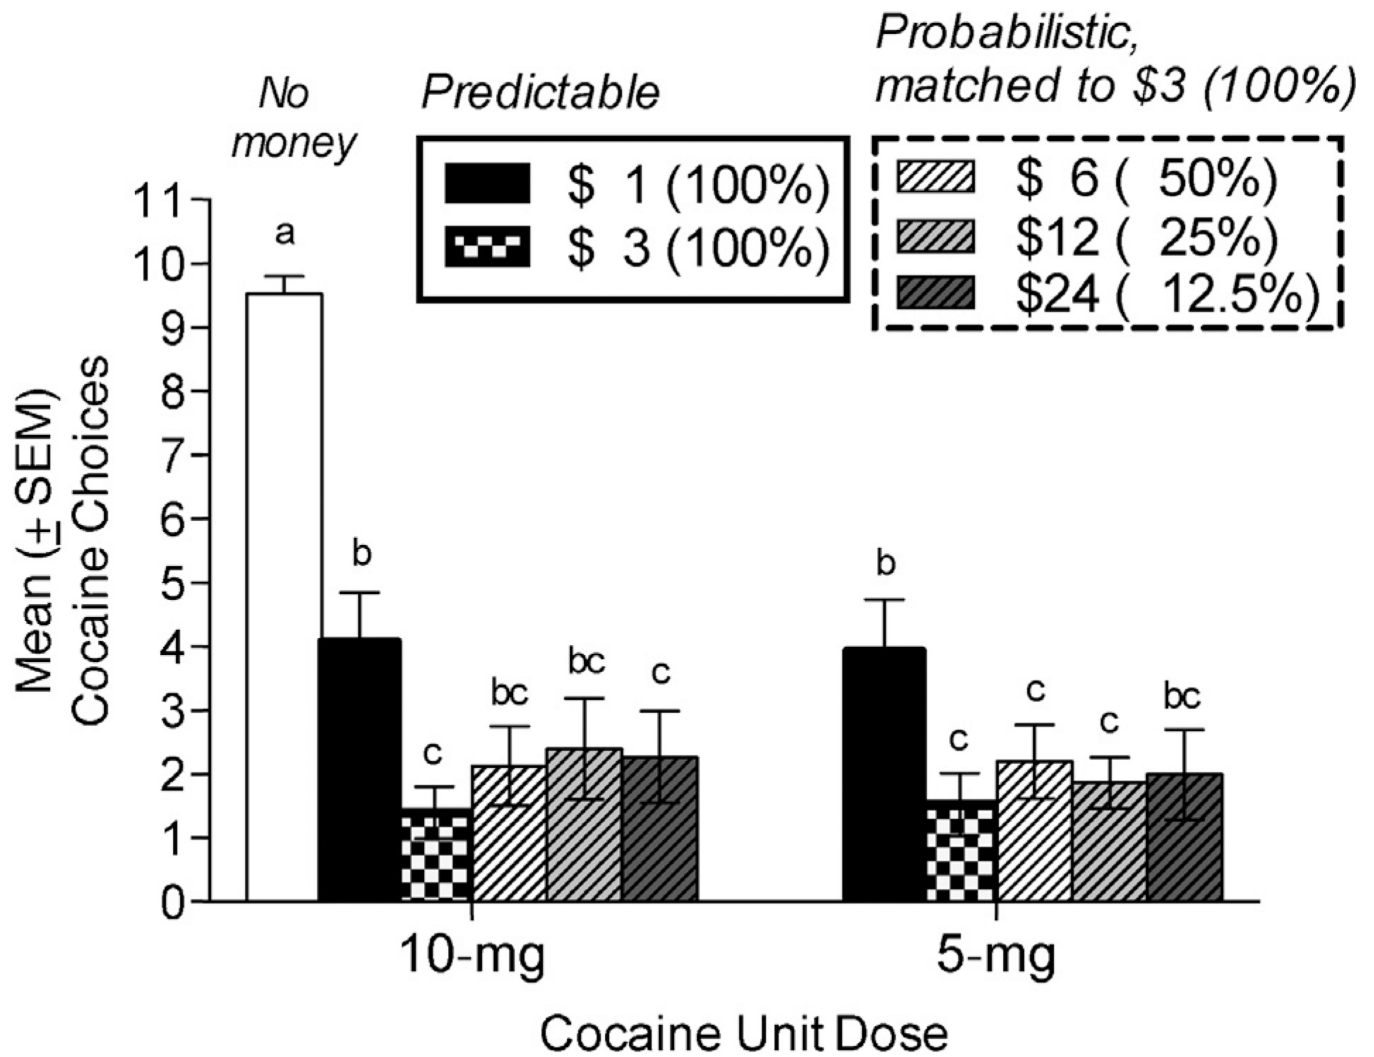 No
money
Predictable
$ 1 (100%)
$ 3 (100%)
Probabilistic,
matched to $3 (100%)
$ 6 ( 50%)
$12 ( 25%)
$24 ( 12.5%)
Mean (± SEM)
Cocaine Choices
11
10
9
8
7
6
5
4
3
2
1
0
a
b
c
bc
bc
c
b
c
c
c
bc
10-mg
5-mg
Cocaine Unit Dose